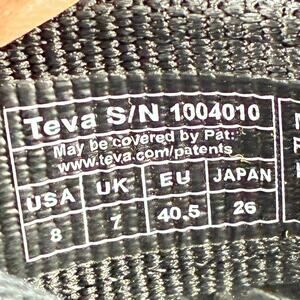 Teva S/N 1004010
May be covered by Pat:
www.teva.com/patents
USA UK EU JAPAN
8 7 40.5 26